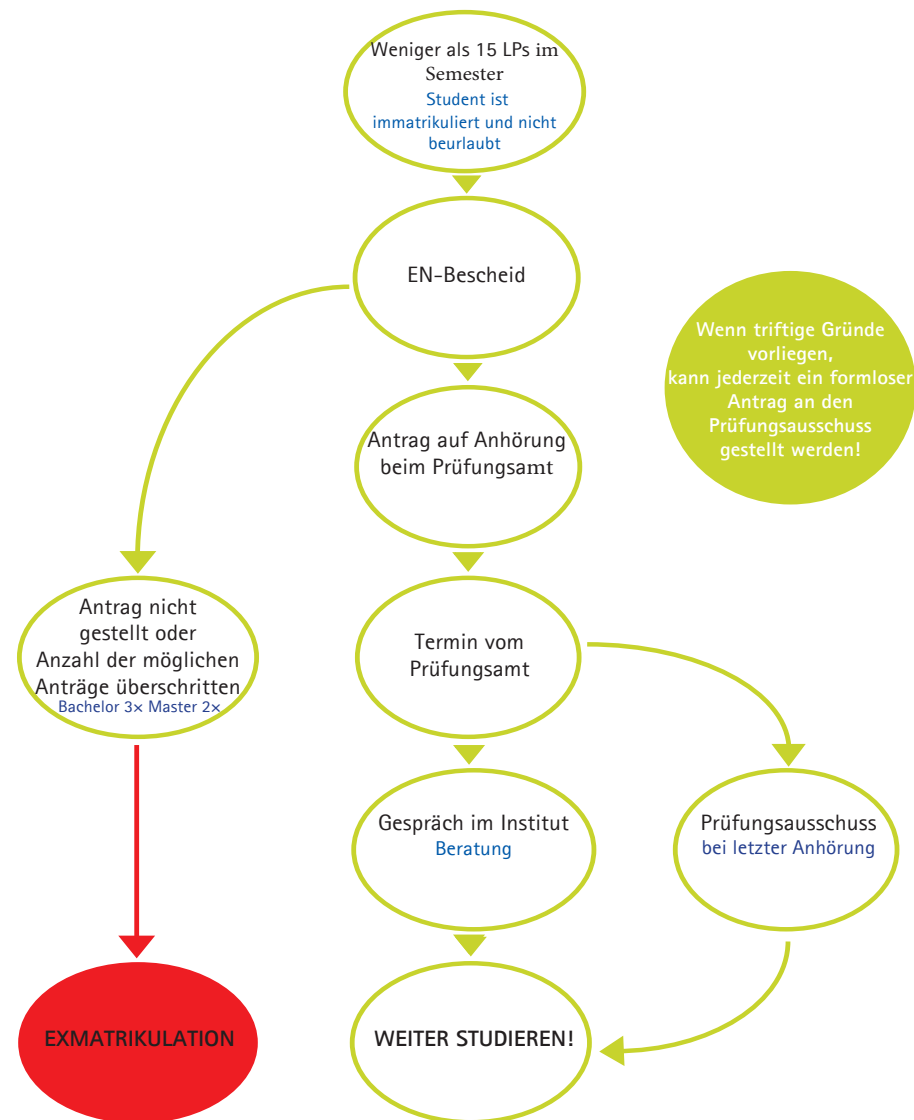 Weniger als 15 LPs im
Semester
Student ist
immatrikuliert und nicht
beurlaubt
EN-Bescheid
Wenn triftige Gründe
vorliegen,
kann jederzeit ein formloser
Antrag an den
Prüfungsausschuss
gestellt werden!
Antrag auf Anhörung
beim Prüfungsamt
Antrag nicht
gestellt oder
Anzahl der möglichen
Anträge überschritten
Bachelor 3× Master 2×
Termin vom
Prüfungsamt
Gespräch im Institut
Beratung
Prüfungsausschuss
bei letzter Anhörung
EXMATRIKULATION
WEITER STUDIEREN!